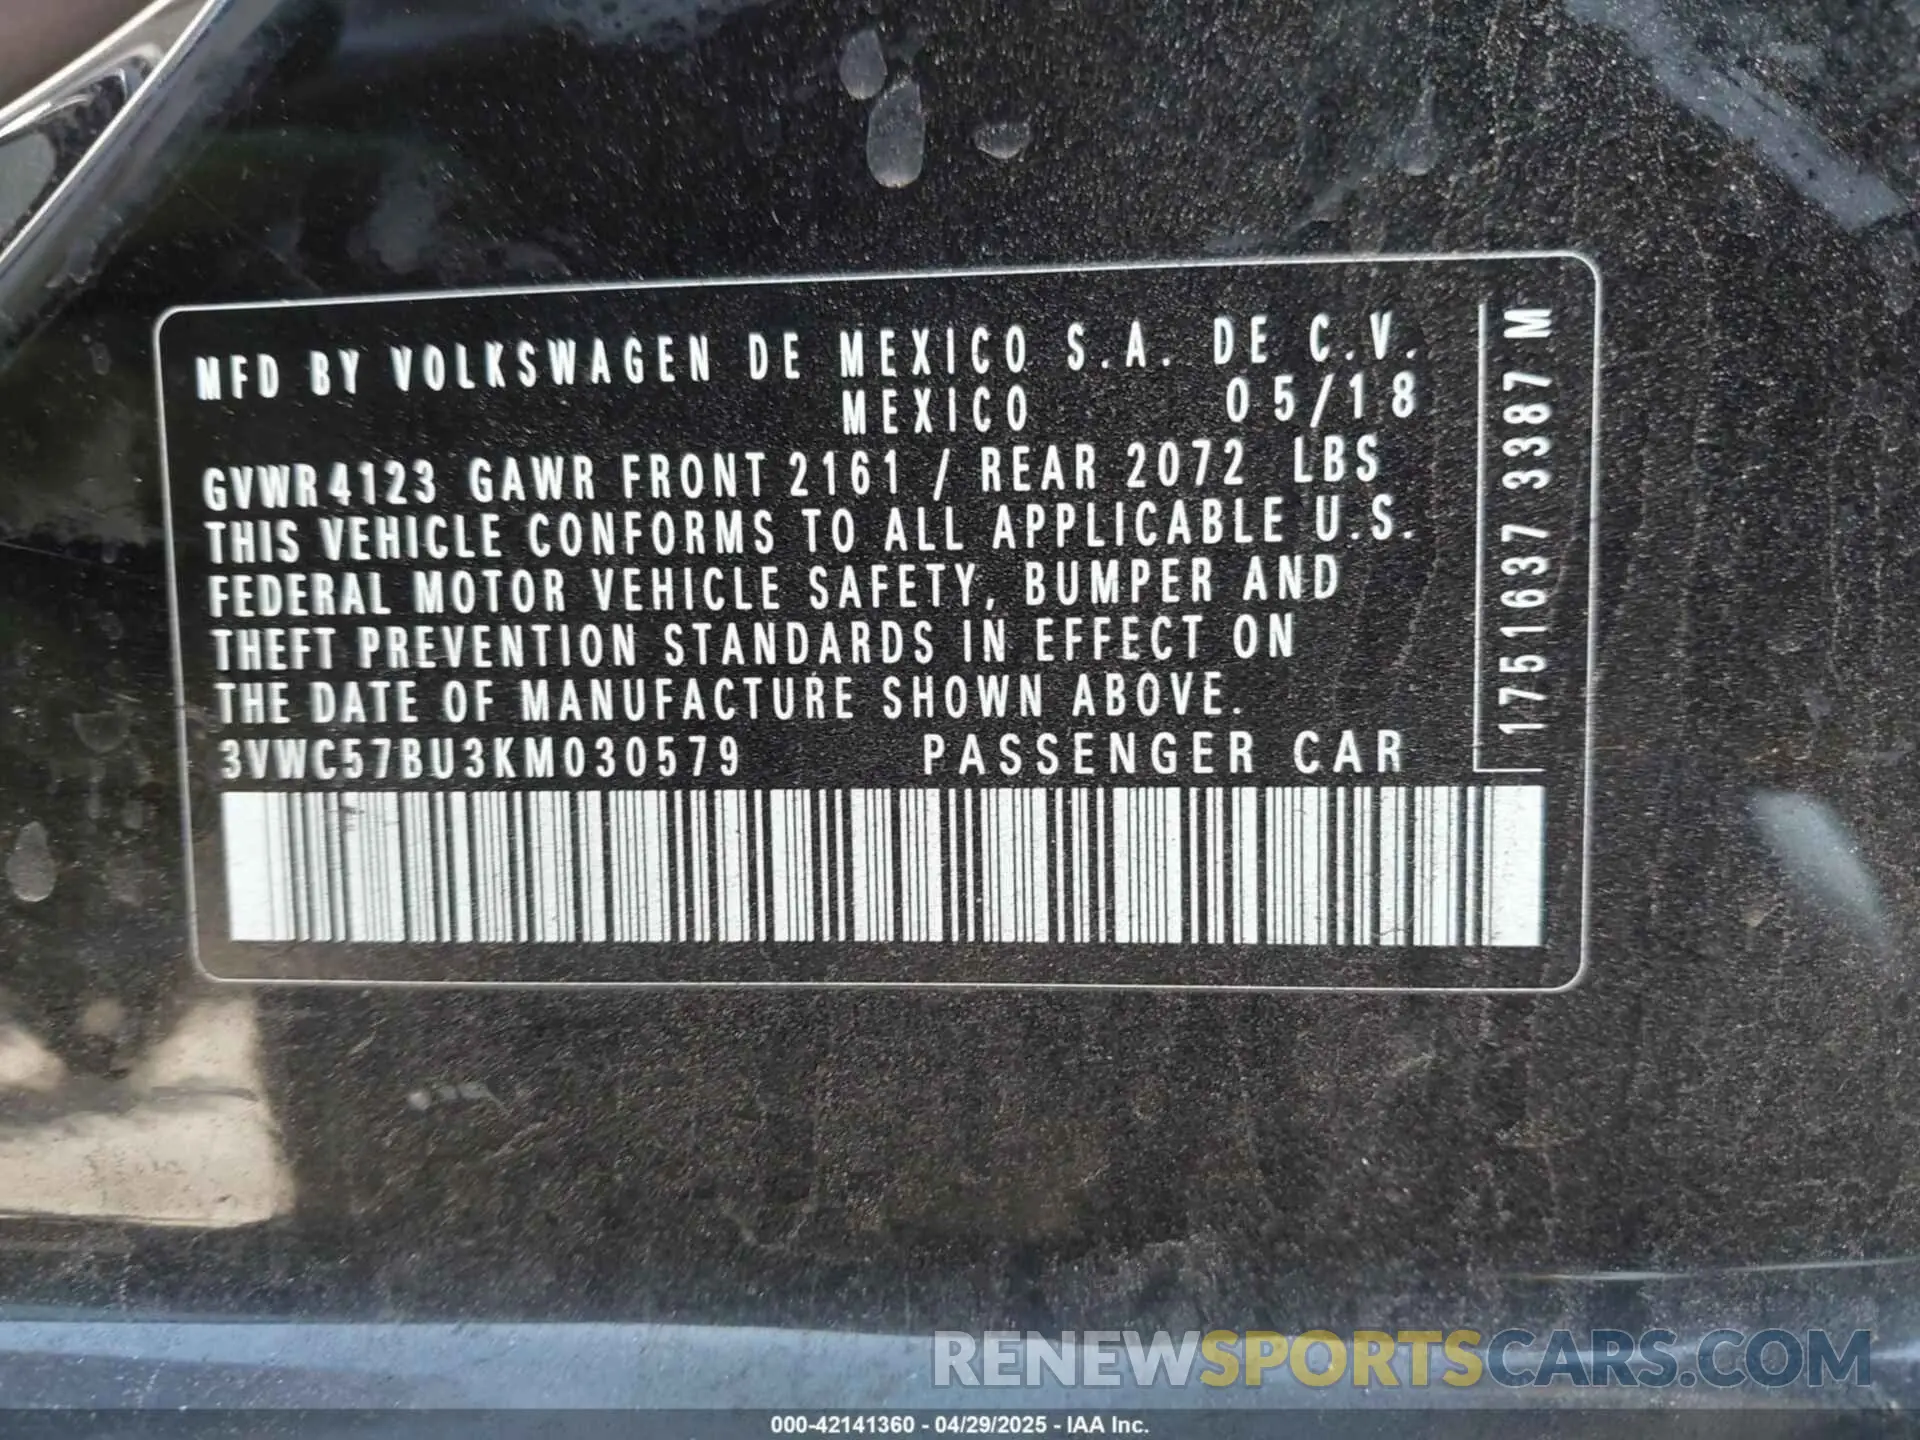 MFD BY VOLKSWAGEN DE MEXICO S.A. DE C.V.
MEXICO 05/18
GVWR 4123 GAWR FRONT 2161 / REAR 2072 LBS
THIS VEHICLE CONFORMS TO ALL APPLICABLE U.S.
FEDERAL MOTOR VEHICLE SAFETY, BUMPER AND
THEFT PREVENTION STANDARDS IN EFFECT ON
THE DATE OF MANUFACTURE SHOWN ABOVE.
3VWC57BU3KM030579 PASSENGER CAR
1751637 3387 M
RENEWSPORTSCARS.COM
000-42141360 - 04/29/2025 - IAA Inc.